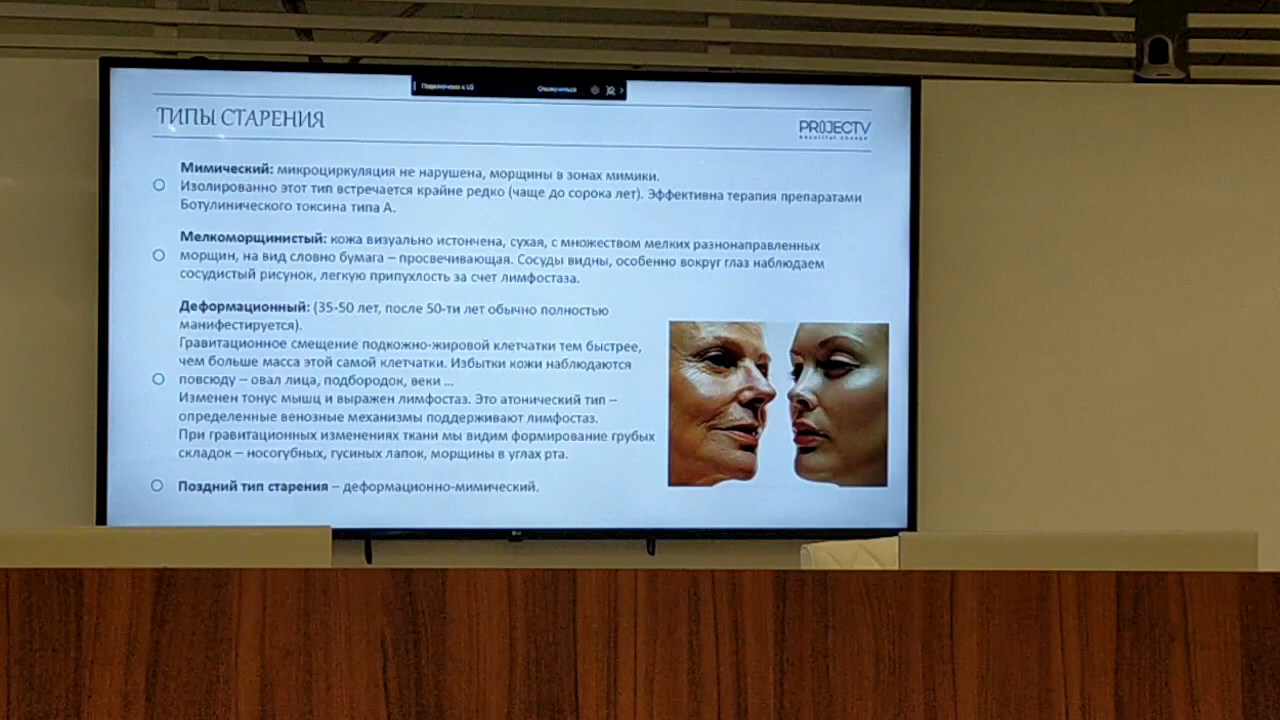 Подключено к LG Отключиться
ТИПЫ СТАРЕНИЯ
PROJECTV
Мимический: микроциркуляция не нарушена, морщины в зонах мимики.
Изолированно этот тип встречается крайне редко (чаще до сорока лет). Эффективна терапия препаратами
Ботулинического токсина типа А.
Мелкоморщинистый: кожа визуально истончена, сухая, с множеством мелких разнонаправленных
морщин, на вид словно бумага – просвечивающая. Сосуды видны, особенно вокруг глаз наблюдаем
сосудистый рисунок, легкую припухлость за счет лимфостаза.
Деформационный: (35-50 лет, после 50-ти лет обычно полностью
манифестируется).
Гравитационное смещение подкожно-жировой клетчатки тем быстрее,
чем больше масса этой самой клетчатки. Избытки кожи наблюдаются
повсюду – овал лица, подбородок, веки ...
Изменен тонус мышц и выражен лимфостаз. Это атонический тип –
определенные венозные механизмы поддерживают лимфостаз.
При гравитационных изменениях ткани мы видим формирование грубых
складок – носогубных, гусиных лапок, морщины в углах рта.
Поздний тип старения – деформационно-мимический.
LG